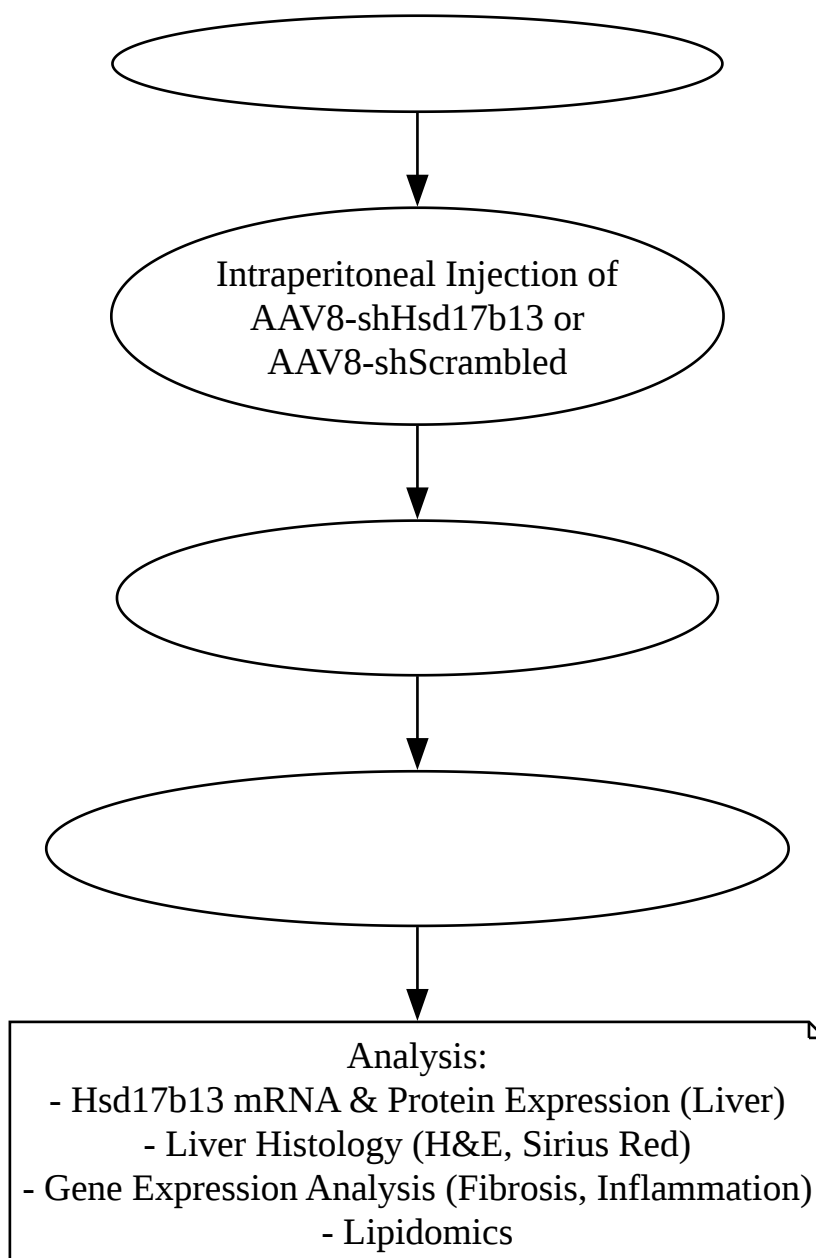 Intraperitoneal Injection of
AAV8-shHsd17b13 or
AAV8-shScrambled
Analysis:
- Hsd17b13 mRNA & Protein Expression (Liver)
- Liver Histology (H&E, Sirius Red)
- Gene Expression Analysis (Fibrosis, Inflammation)
- Lipidomics